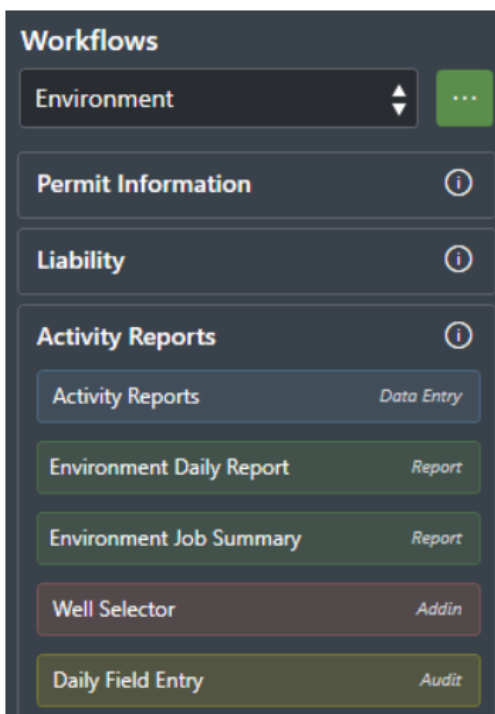 Workflows
Environment
Permit Information
Liability
Activity Reports
Activity Reports Data Entry
Environment Daily Report Report
Environment Job Summary Report
Well Selector Addin
Daily Field Entry Audit